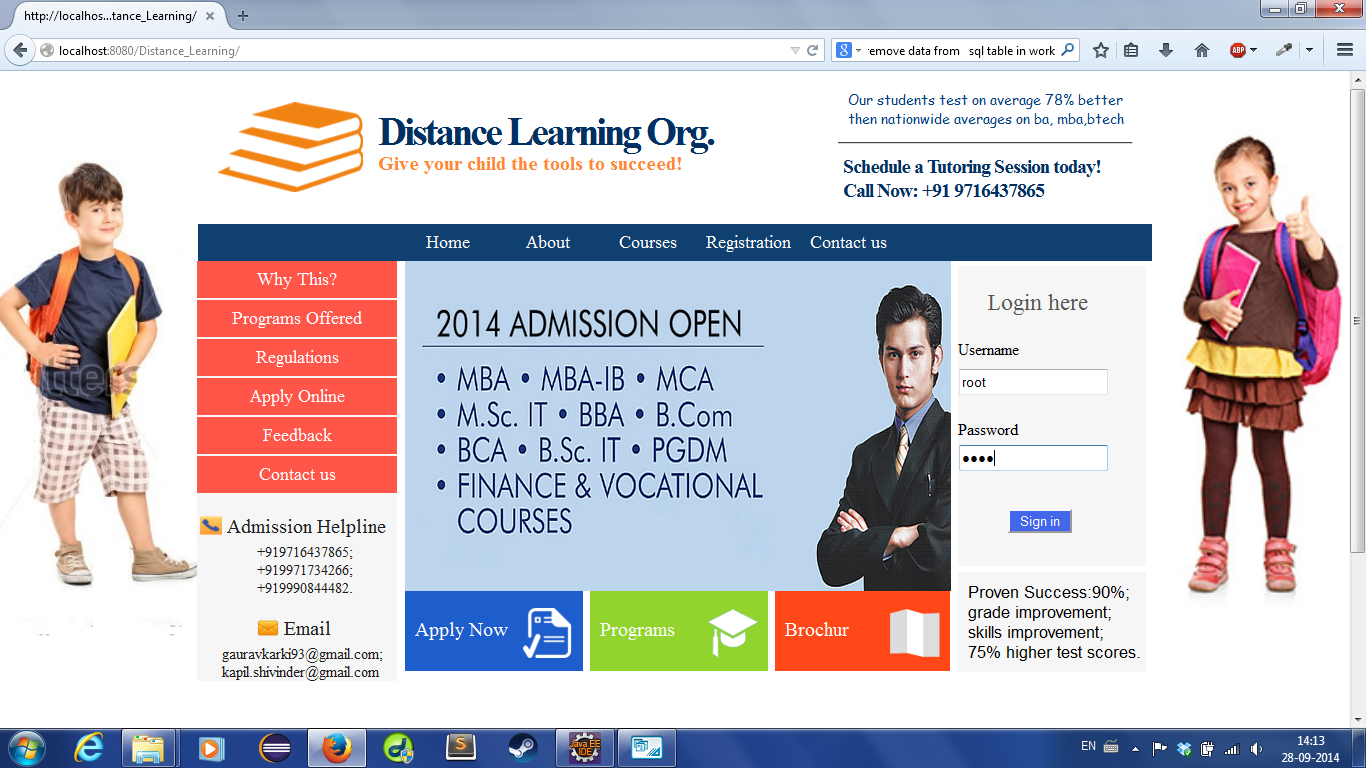 http://localhos...tance_Learning/
localhost:8080/Distance_Learning/
remove data from sql table in work
ABP
Distance Learning Org.
Give your child the tools to succeed!
Our students test on average 78% better
then nationwide averages on ba, mba,btech
Schedule a Tutoring Session today!
Call Now: +91 9716437865
Home About Courses Registration Contact us
Why This?
Programs Offered
Regulations
Apply Online
Feedback
Contact us
Admission Helpline
+919716437865;
+919971734266;
+919990844482.
Email
gauravkarki93@gmail.com;
kapil.shivinder@gmail.com
2014 ADMISSION OPEN
• MBA • MBA-IB • MCA
• M.Sc. IT • BBA • B.Com
• BCA • B.Sc. IT • PGDM
• FINANCE & VOCATIONAL
COURSES
Apply Now
Programs
Brochur
Login here
Username
root
Password
••••
Sign in
Proven Success:90%;
grade improvement;
skills improvement;
75% higher test scores.
Java EE
IDE
EN
14:13
28-09-2014